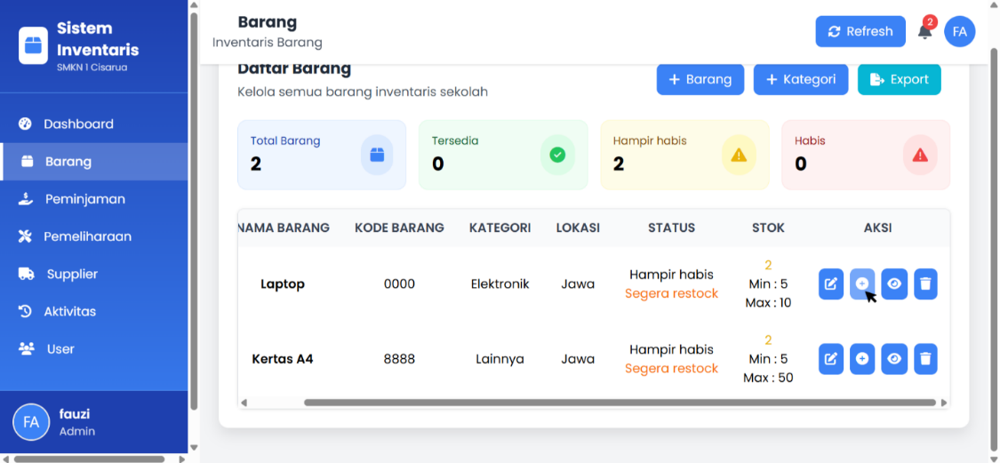 Sistem
Inventaris
SMKN 1 Cisarua
Dashboard
Barang
Peminjaman
Pemeliharaan
Supplier
Aktivitas
User
FA
fauzi
Admin
Barang
Inventaris Barang
Refresh
2
FA
Daftar Barang
Kelola semua barang inventaris sekolah
+ Barang
+ Kategori
Export
Total Barang
2
Tersedia
0
Hampir habis
2
Habis
0
NAMA BARANG KODE BARANG KATEGORI LOKASI STATUS STOK AKSI
Laptop 0000 Elektronik Jawa Hampir habis
Segera restock
2
Min : 5
Max : 10
Kertas A4 8888 Lainnya Jawa Hampir habis
Segera restock
2
Min : 5
Max : 50